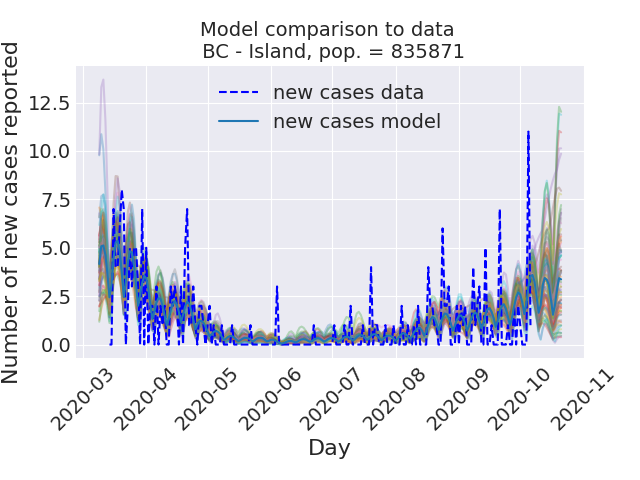 Model comparison to data
BC - Island, pop. = 835871
new cases data
new cases model
Number of new cases reported
12.5
10.0
7.5
5.0
2.5
0.0
2020-03
2020-04
2020-05
2020-06
2020-07
2020-08
2020-09
2020-10
2020-11
Day